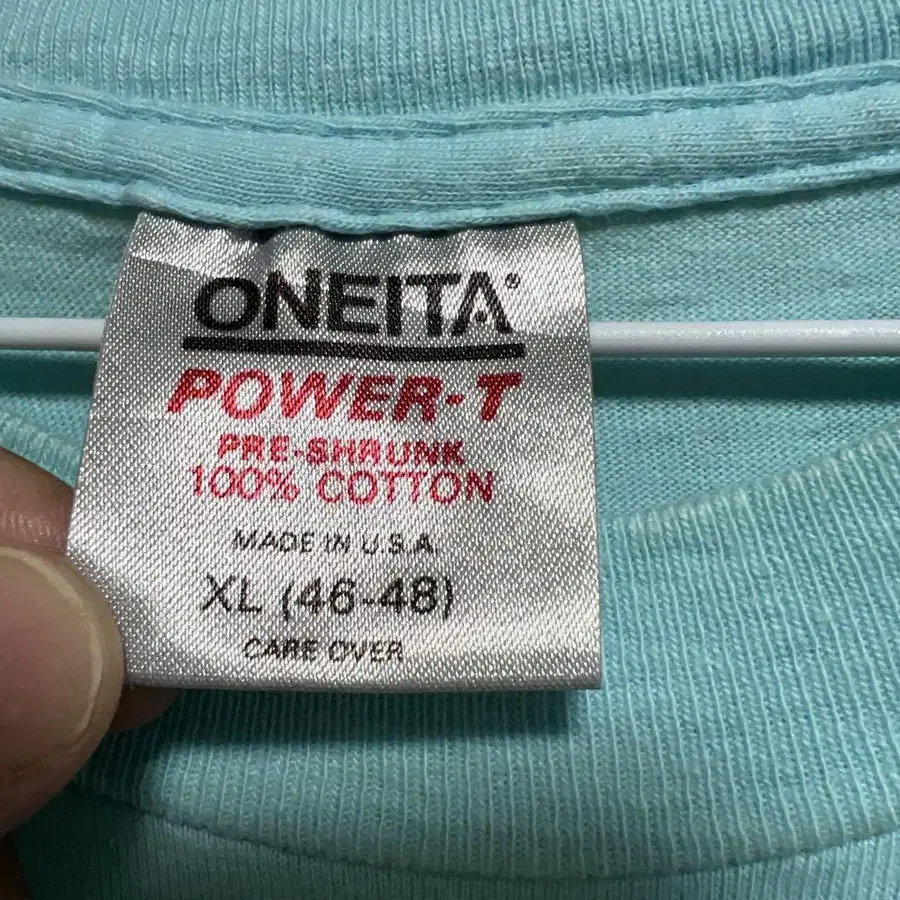 ONEITA®
POWER-T
PRE-SHRUNK
100% COTTON
MADE IN U.S.A.
XL (46-48)
CARE OVER